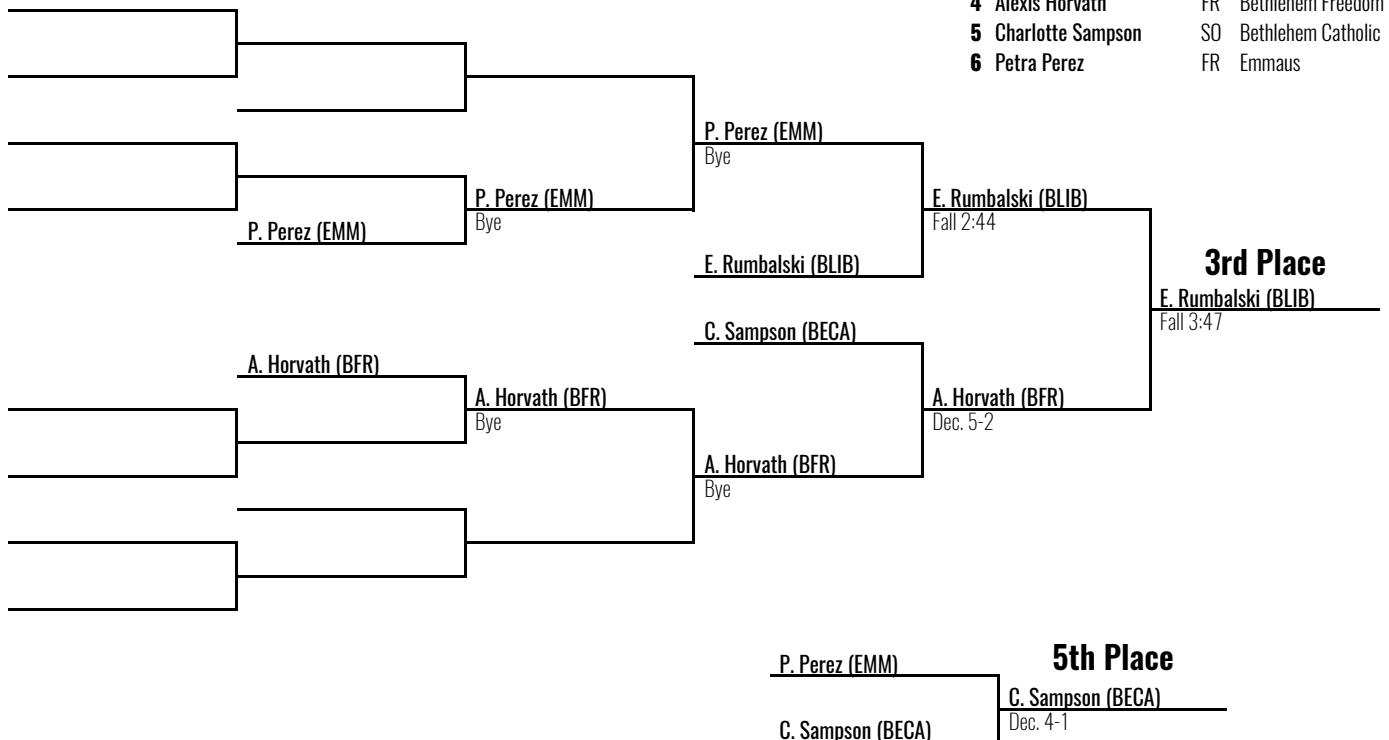 4 Alexis Horvath FR Bethlehem Freedom
5 Charlotte Sampson SO Bethlehem Catholic
6 Petra Perez FR Emmaus
P. Perez (EMM)
Bye
P. Perez (EMM)
Bye
E. Rumbalski (BLIB)
Fall 2:44
P. Perez (EMM)
E. Rumbalski (BLIB)
3rd Place
E. Rumbalski (BLIB)
Fall 3:47
C. Sampson (BECA)
A. Horvath (BFR)
A. Horvath (BFR)
Bye
A. Horvath (BFR)
Dec. 5-2
A. Horvath (BFR)
Bye
P. Perez (EMM)
5th Place
C. Sampson (BECA)
Dec. 4-1
C. Sampson (BECA)